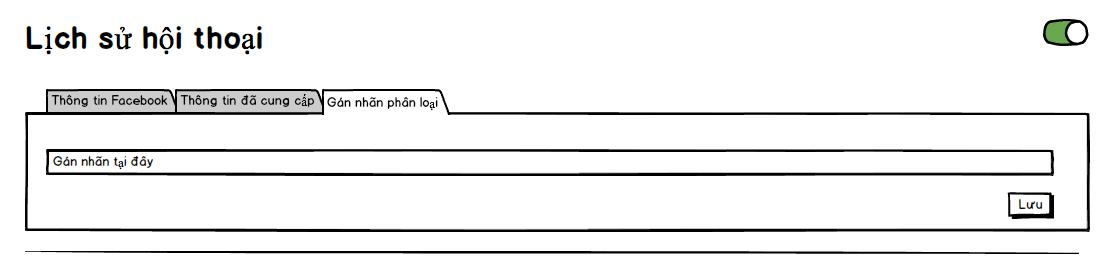 Lịch sử hội thoại
Thông tin Facebook Thông tin đã cung cấp Gán nhãn phân loại
Gán nhãn tại đây
Lưu